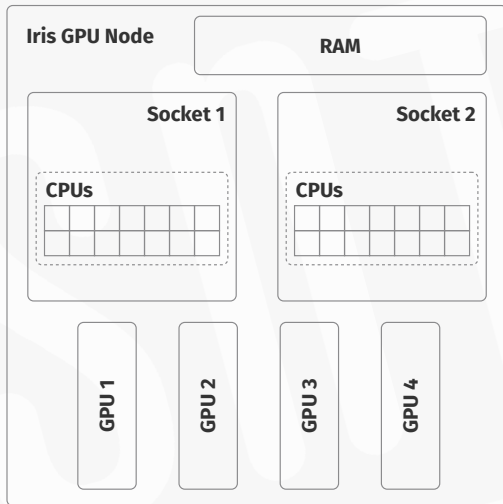 Iris GPU Node
RAM
Socket 1
CPUs
Socket 2
CPUs
GPU 1
GPU 2
GPU 3
GPU 4